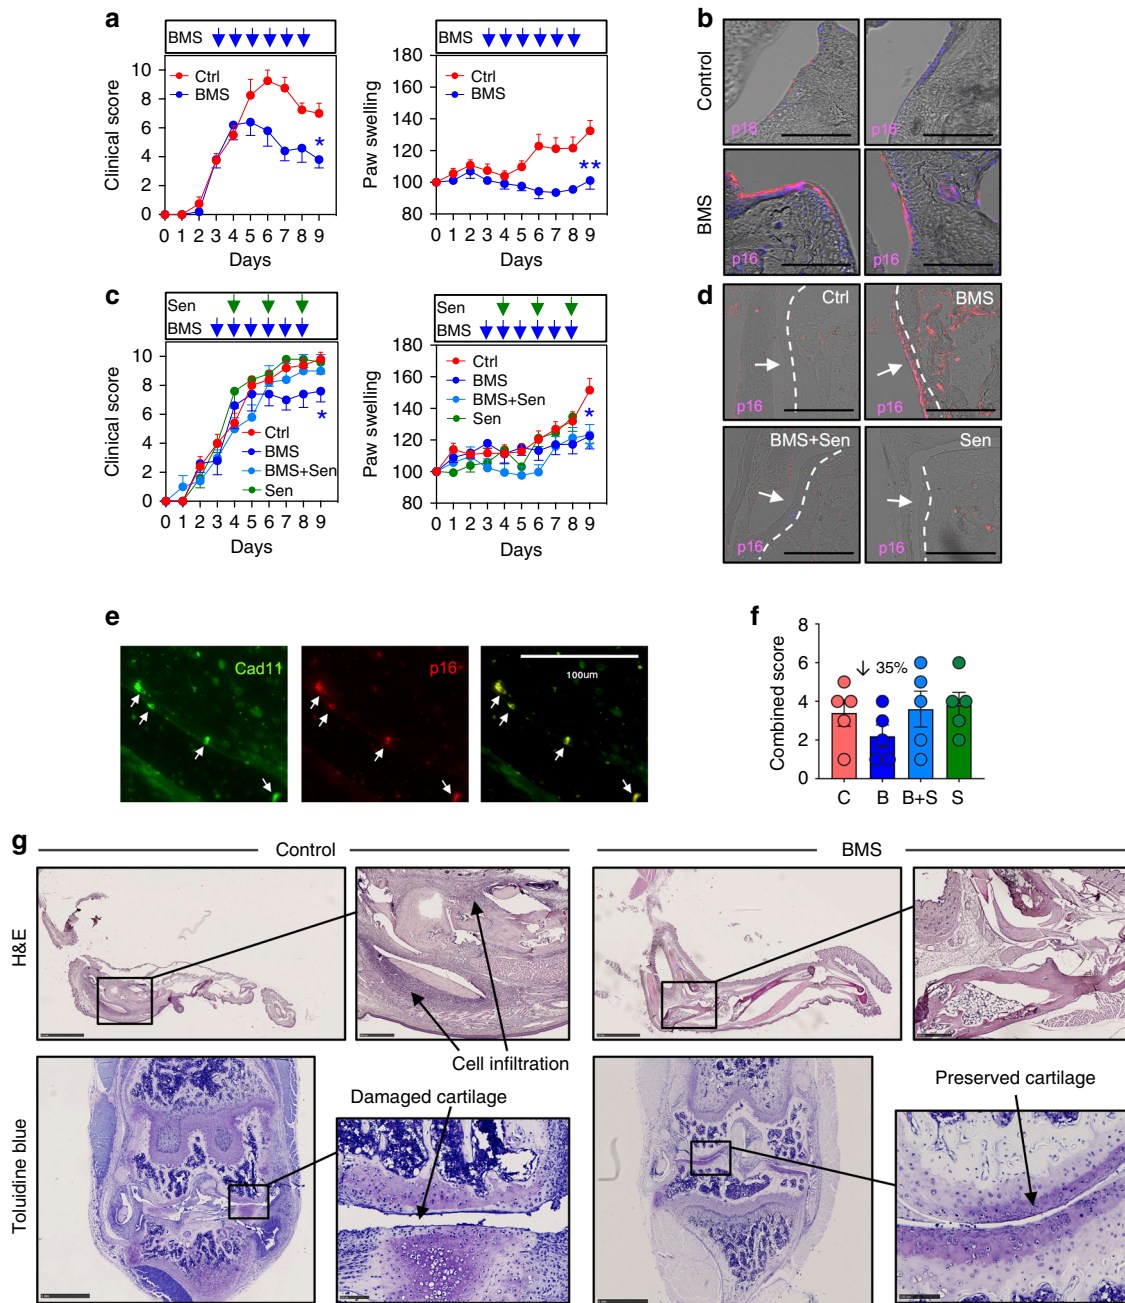 a
BMS
Clinical score
10
8
6
4
2
0
Ctrl
BMS
*
0 1 2 3 4 5 6 7 8 9
Days
BMS
Paw swelling
180
160
140
120
100
80
Ctrl
BMS
**
0 1 2 3 4 5 6 7 8 9
Days
b
Control
p16
BMS
p16
p16
c
Sen
BMS
Clinical score
10
8
6
4
2
0
Ctrl
BMS
BMS+Sen
Sen
*
0 1 2 3 4 5 6 7 8 9
Days
Sen
BMS
Paw swelling
180
160
140
120
100
80
Ctrl
BMS
BMS+Sen
Sen
*
*
0 1 2 3 4 5 6 7 8 9
Days
d
Ctrl
p16
BMS
p16
BMS+Sen
p16
Sen
p16
e
Cad11
p16
100um
f
Combined score
8
6
4
2
0
↓ 35%
C B B+S S
g
Control
BMS
H&E
Cell infiltration
Toluidine blue
Damaged cartilage
Preserved cartilage